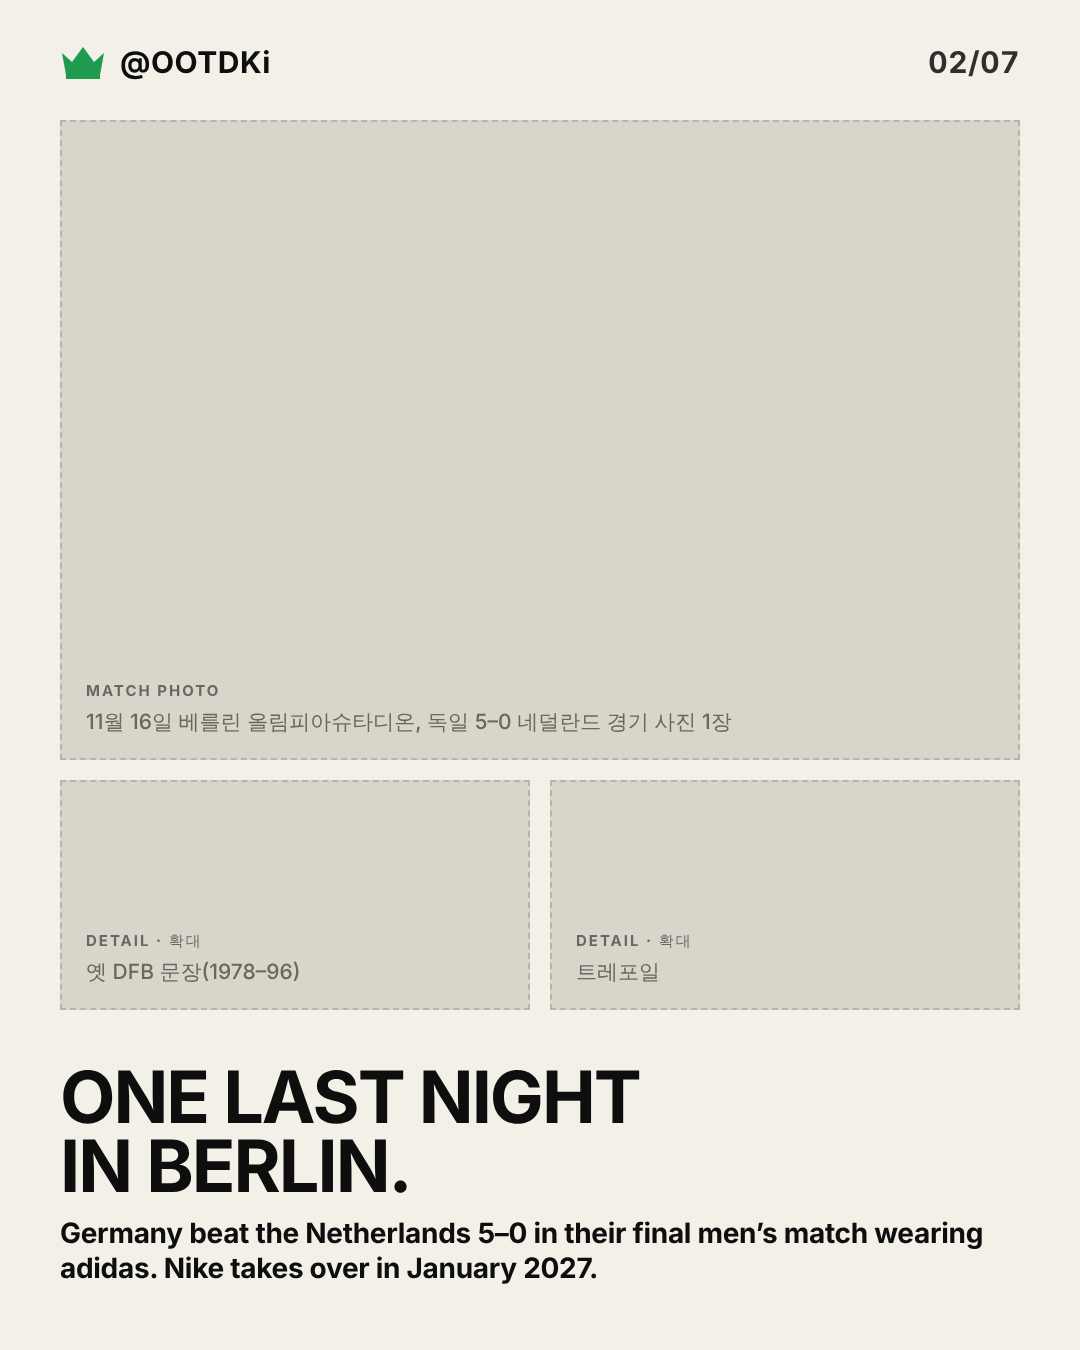 @OOTDKi
02/07
MATCH PHOTO
11월 16일 베를린 올림피아슈타디온, 독일 5–0 네덜란드 경기 사진 1장
DETAIL · 확대
옛 DFB 문장(1978–96)
DETAIL · 확대
트레포일
ONE LAST NIGHT
IN BERLIN.
Germany beat the Netherlands 5–0 in their final men’s match wearing
adidas. Nike takes over in January 2027.